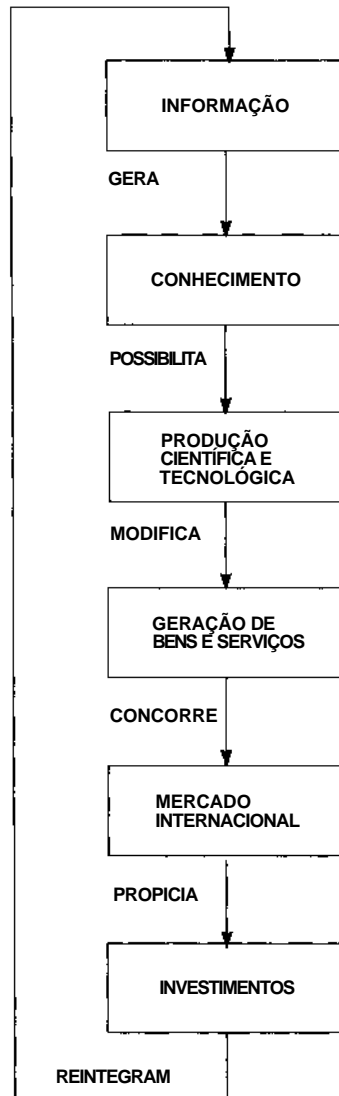 INFORMAÇÃO
GERA
CONHECIMENTO
POSSIBILITA
PRODUÇÃO
CIENTÍFICA E
TECNOLÓGICA
MODIFICA
GERAÇÃO DE
BENS E SERVIÇOS
CONCORRE
MERCADO
INTERNACIONAL
PROPICIA
INVESTIMENTOS
REINTEGRAM